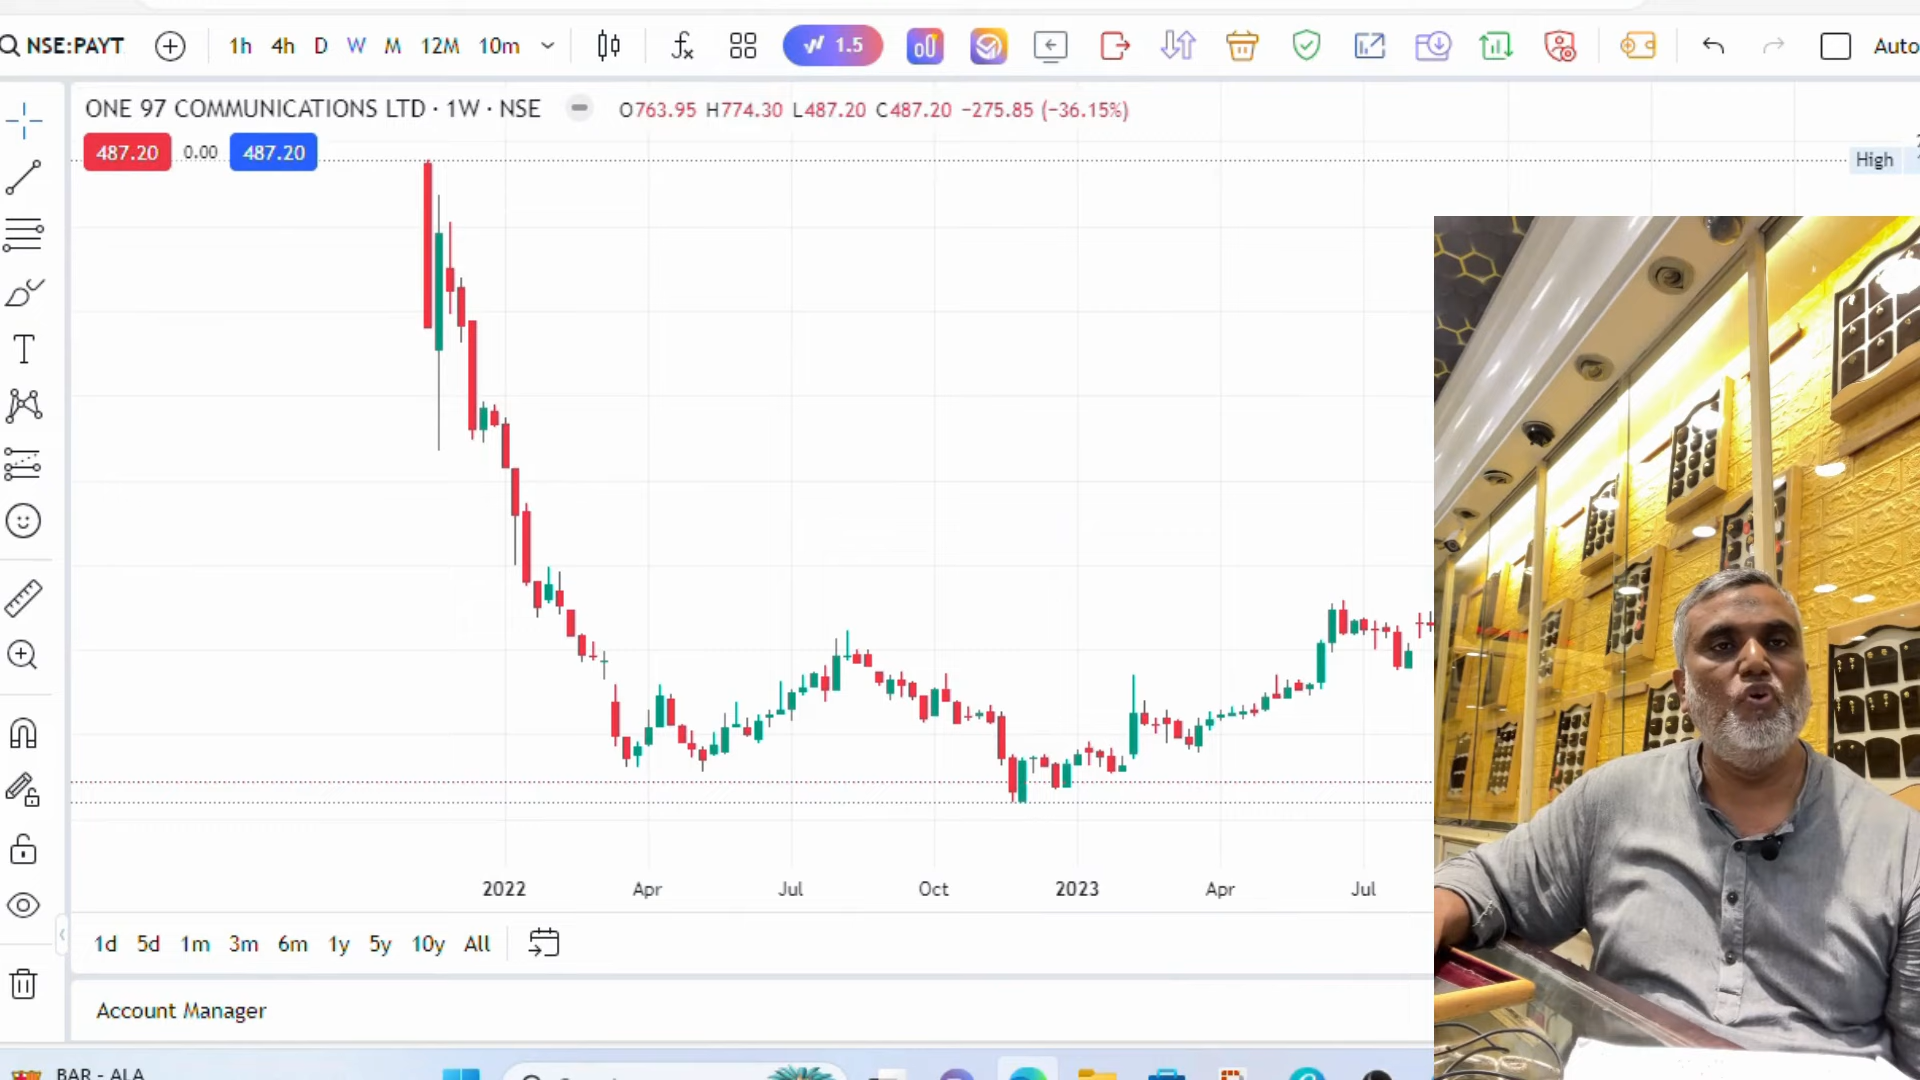 NSE:PAYT 1h 4h D W M 12M 10m 1.5 Auto
ONE 97 COMMUNICATIONS LTD · 1W · NSE O763.95 H774.30 L487.20 C487.20 −275.85 (−36.15%)
487.20 0.00 487.20
High
2022 Apr Jul Oct 2023 Apr Jul
1d 5d 1m 3m 6m 1y 5y 10y All
Account Manager
BAR - ALA